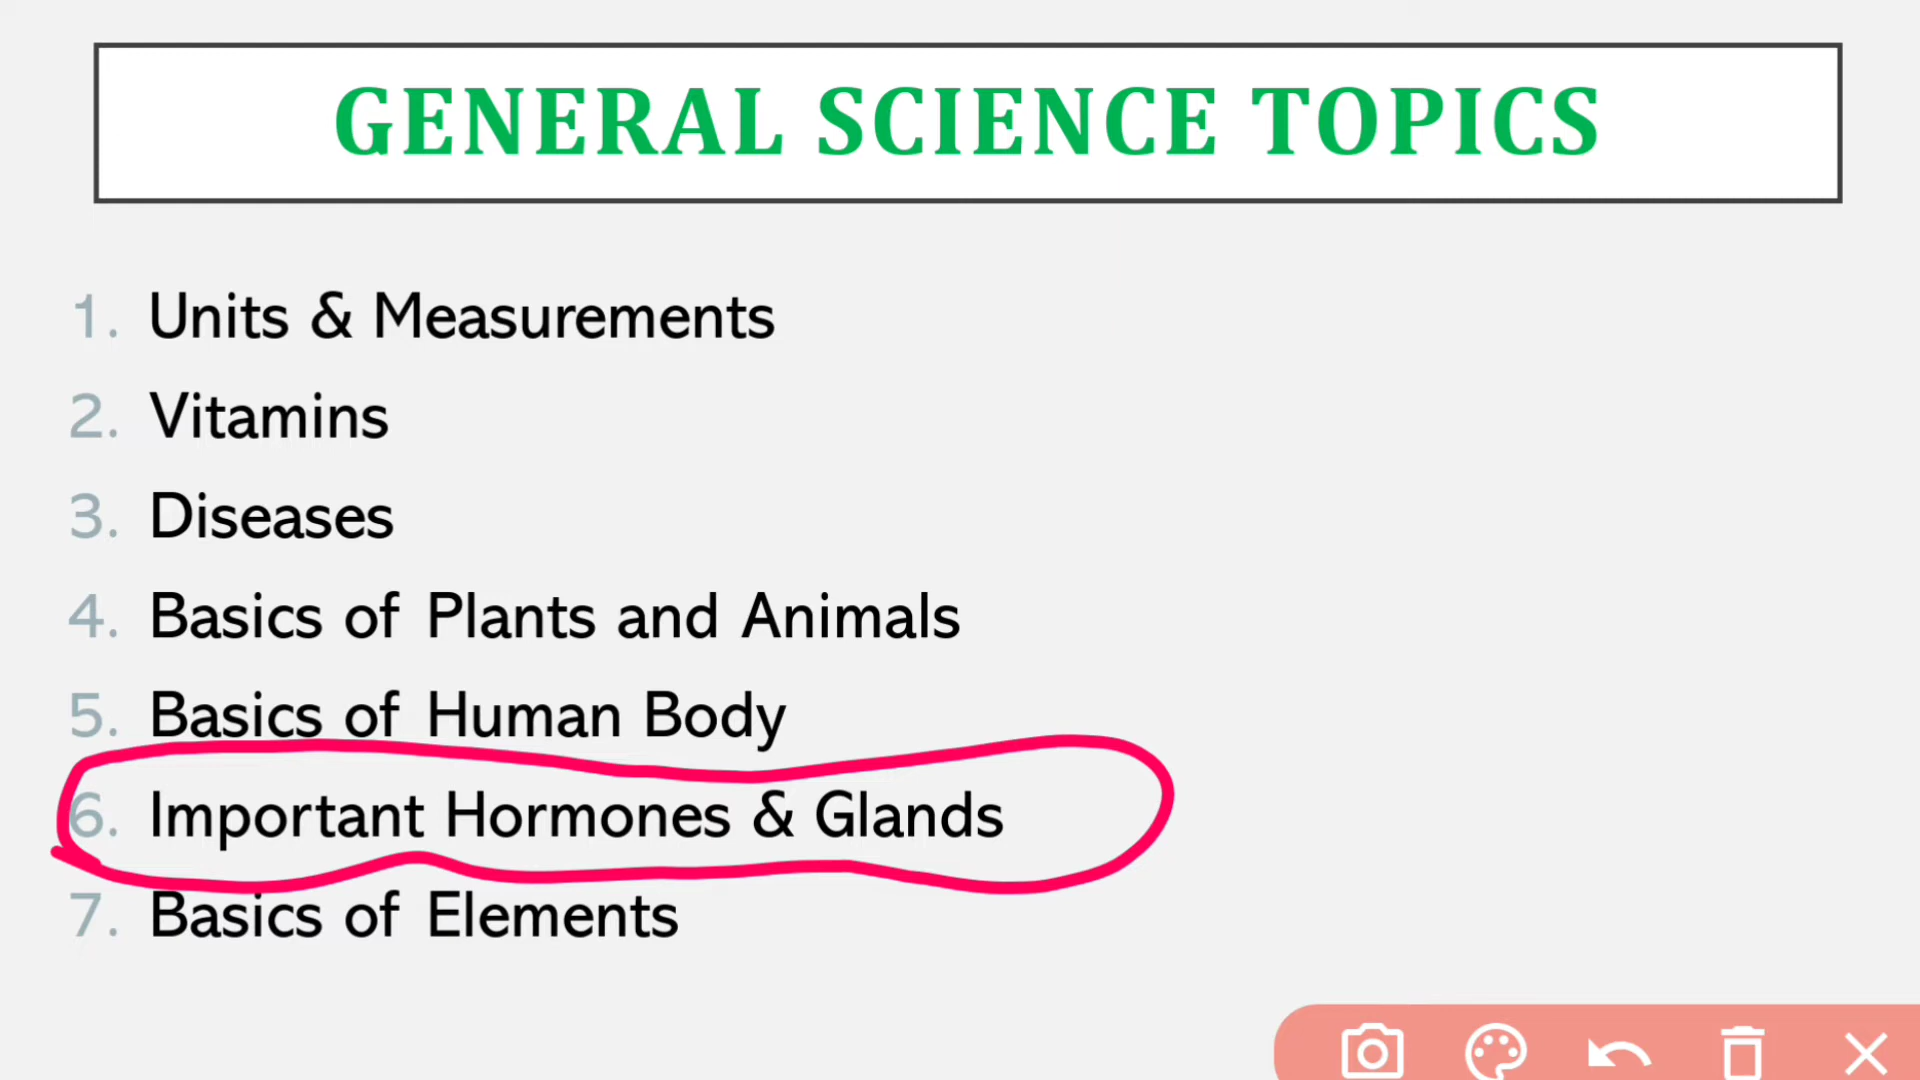 GENERAL SCIENCE TOPICS
1. Units & Measurements
2. Vitamins
3. Diseases
4. Basics of Plants and Animals
5. Basics of Human Body
6. Important Hormones & Glands
7. Basics of Elements